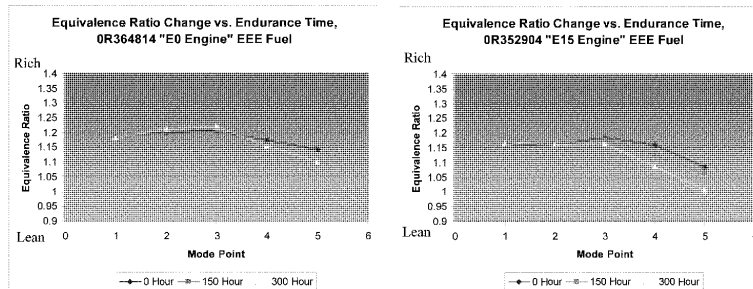 Equivalence Ratio Change vs. Endurance Time,
0R364814 "E0 Engine" EEE Fuel
Rich
1.4
1.35
1.3
1.25
1.2
1.15
1.1
1.05
1
0.95
0.9
Equivalence Ratio
Lean
0 1 2 3 4 5 6
Mode Point
0 Hour 150 Hour 300 Hour
Equivalence Ratio Change vs. Endurance Time,
0R352904 "E15 Engine" EEE Fuel
Rich
1.4
1.35
1.3
1.25
1.2
1.15
1.1
1.05
1
0.95
0.9
Equivalence Ratio
Lean
0 1 2 3 4 5
Mode Point
0 Hour 150 Hour 300 Hour